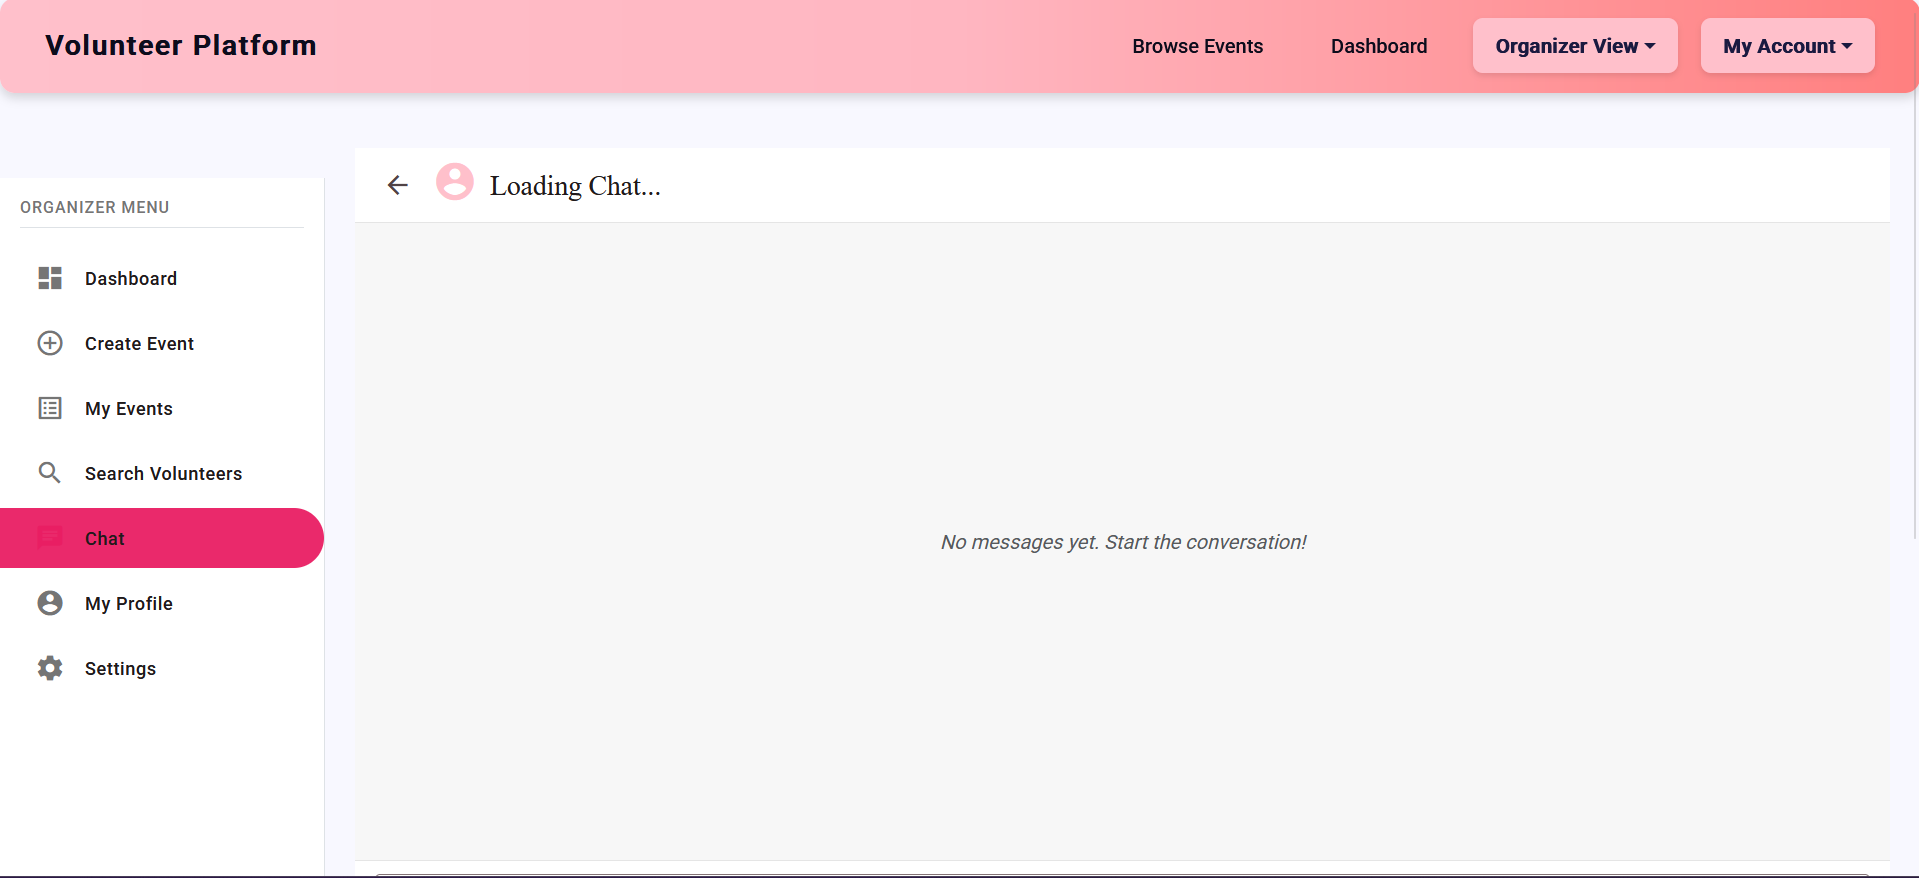 Volunteer Platform
Browse Events
Dashboard
Organizer View
My Account
ORGANIZER MENU
Dashboard
Create Event
My Events
Search Volunteers
Chat
My Profile
Settings
Loading Chat...
No messages yet. Start the conversation!